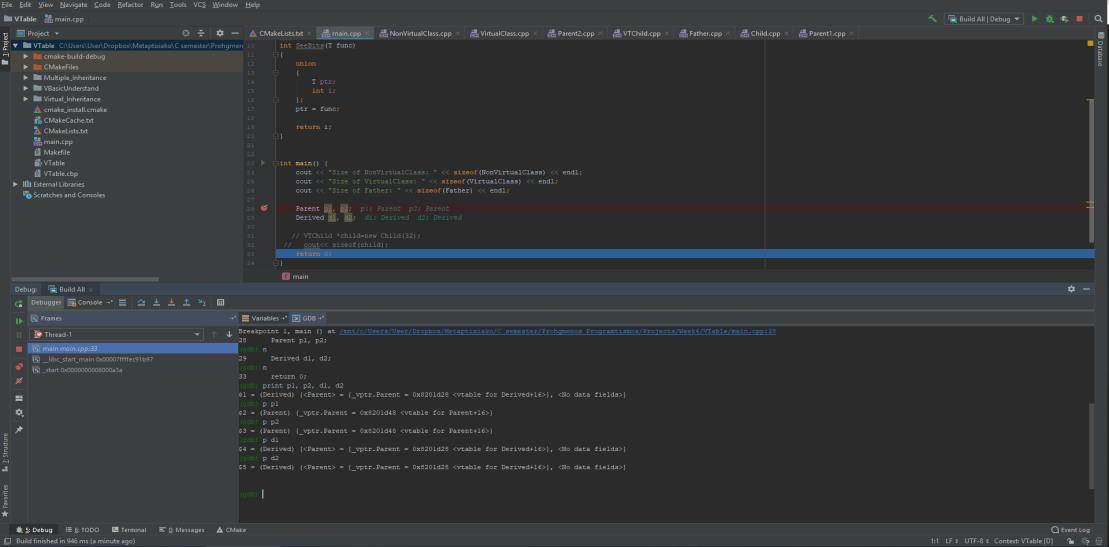 File Edit View Navigate Code Refactor Run Tools VCS Window Help
VTable main.cpp
Build All | Debug
Project
CMakeLists.txt main.cpp NonVirtualClass.cpp VirtualClass.cpp Parent2.cpp VTChild.cpp Father.cpp Child.cpp Parent1.cpp
1: Project
Database
VTable C:\Users\User\Dropbox\Metaptisiako\C semester\Prohgmen
cmake-build-debug
CMakeFiles
Multiple_Inheritance
VBasicUnderstand
Virtual_Inheritance
cmake_install.cmake
CMakeCache.txt
CMakeLists.txt
main.cpp
Makefile
VTable
VTable.cbp
External Libraries
Scratches and Consoles
int SeeBits(T func)
{
union
{
T ptr;
int i;
};
ptr = func;
return i;
}
int main() {
cout << "Size of NonVirtualClass: " << sizeof(NonVirtualClass) << endl;
cout << "Size of VirtualClass: " << sizeof(VirtualClass) << endl;
cout << "Size of Father: " << sizeof(Father) << endl;
Parent p1, p2; p1: Parent p2: Parent
Derived d1, d2; d1: Derived d2: Derived
// VTChild *child=new Child(32);
// cout<< sizeof(child);
return 0;
}
main
Debug: Build All
Debugger Console
Frames
Variables GDB
Thread-1
main main.cpp:33
_start 0x0000000008000a3a
Breakpoint 1, main () at /mnt/c/Users/User/Dropbox/Metaptisiako/C semester/Prohgmenos Programtismos/Projects/Week4/VTable/main.cpp:28
28 Parent p1, p2;
(gdb) n
29 Derived d1, d2;
(gdb) n
33 return 0;
(gdb) print p1, p2, d1, d2
$1 = (Derived) {<Parent> = {_vptr.Parent = 0x8201d28 <vtable for Derived+16>}, <No data fields>}
(gdb) p p1
$2 = (Parent) {_vptr.Parent = 0x8201d48 <vtable for Parent+16>}
(gdb) p p2
$3 = (Parent) {_vptr.Parent = 0x8201d48 <vtable for Parent+16>}
(gdb) p d1
$4 = (Derived) {<Parent> = {_vptr.Parent = 0x8201d28 <vtable for Derived+16>}, <No data fields>}
(gdb) p d2
$5 = (Derived) {<Parent> = {_vptr.Parent = 0x8201d28 <vtable for Derived+16>}, <No data fields>}
(gdb)
Z: Structure
Favorites
5: Debug 6: TODO Terminal 0: Messages CMake
Event Log
Build finished in 946 ms (a minute ago)
1:1 LF UTF-8 Context: VTable [D]